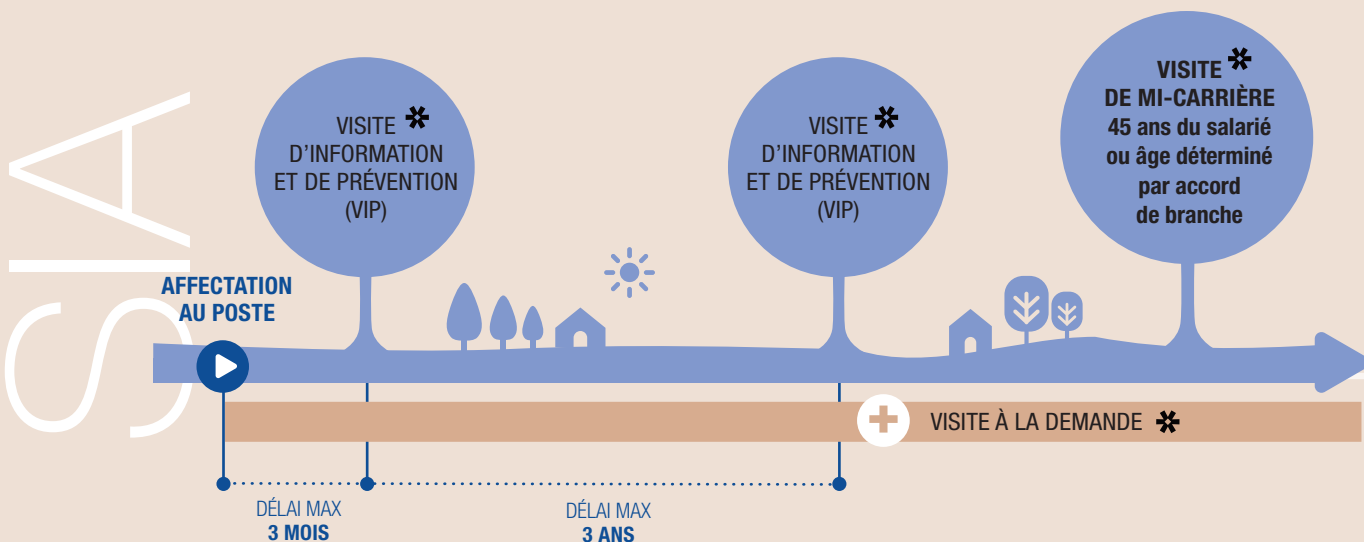 SIA
AFFECTATION
AU POSTE
VISITE *
D'INFORMATION
ET DE PRÉVENTION
(VIP)
VISITE *
D'INFORMATION
ET DE PRÉVENTION
(VIP)
VISITE *
DE MI-CARRIÈRE
45 ans du salarié
ou âge déterminé
par accord
de branche
VISITE À LA DEMANDE *
DÉLAI MAX
3 MOIS
DÉLAI MAX
3 ANS